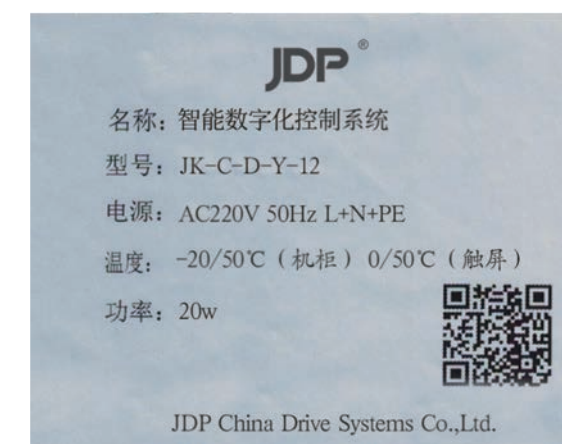 JDP®
名称：智能数字化控制系统
型号：JK-C-D-Y-12
电源：AC220V 50Hz L+N+PE
温度：-20/50℃（机柜）0/50℃（触屏）
功率：20w
JDP China Drive Systems Co.,Ltd.